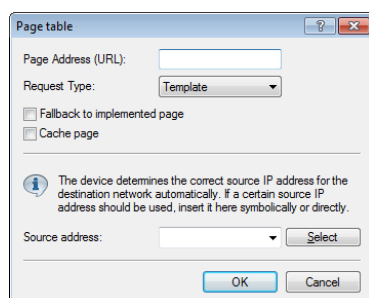 Page table
Page Address (URL):
Request Type: Template
Fallback to implemented page
Cache page
The device determines the correct source IP address for the
destination network automatically. If a certain source IP
address should be used, insert it here symbolically or directly.
Source address: Select
OK Cancel